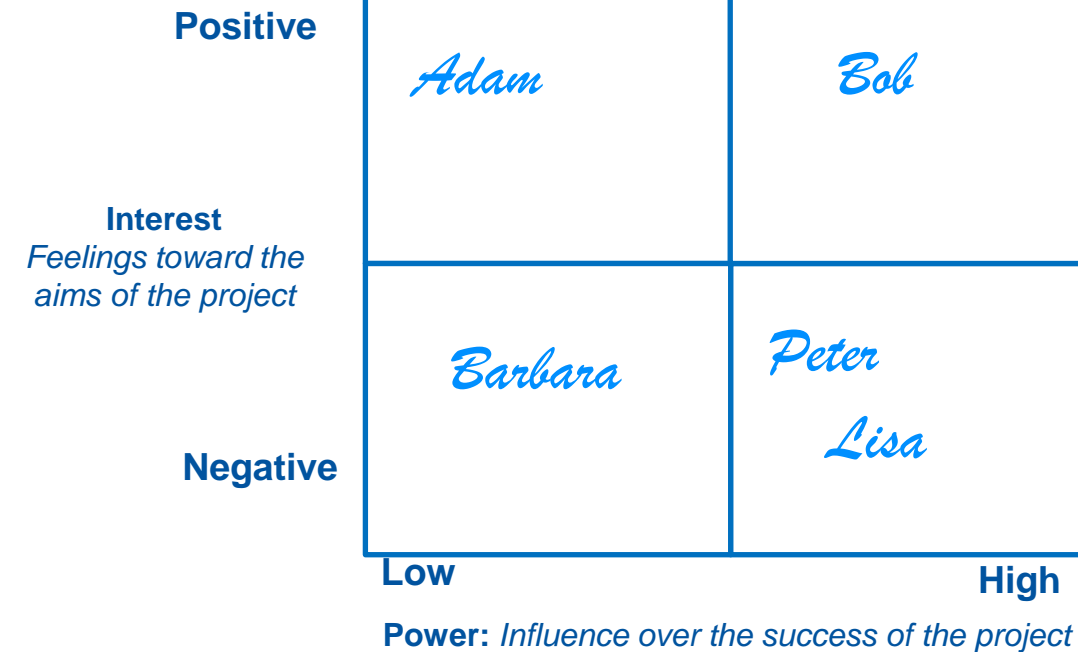 Positive
Adam
Bob
Interest
Feelings toward the
aims of the project
Barbara
Peter
Lisa
Negative
Low
High
Power: Influence over the success of the project